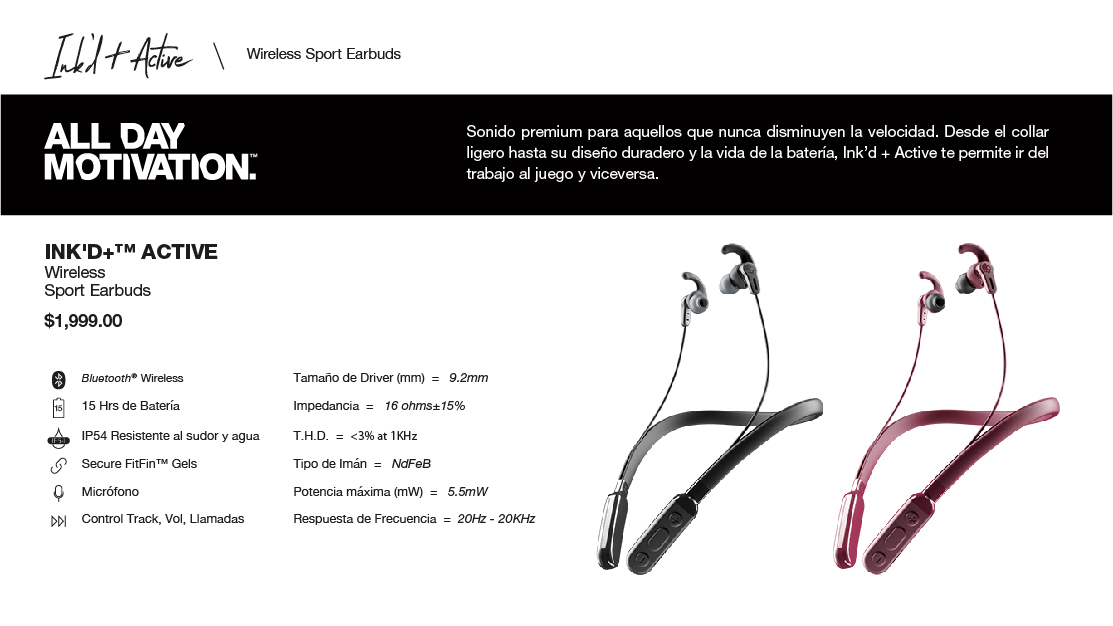 Ink'd + Active \ Wireless Sport Earbuds
ALL DAY
MOTIVATION.™
Sonido premium para aquellos que nunca disminuyen la velocidad. Desde el collar
ligero hasta su diseño duradero y la vida de la batería, Ink’d + Active te permite ir del
trabajo al juego y viceversa.
INK'D+™ ACTIVE
Wireless
Sport Earbuds
$1,999.00
Bluetooth® Wireless
15
15 Hrs de Batería
IP54
IP54 Resistente al sudor y agua
Secure FitFin™ Gels
Micrófono
Control Track, Vol, Llamadas
Tamaño de Driver (mm) = 9.2mm
Impedancia = 16 ohms±15%
T.H.D. = <3% at 1KHz
Tipo de Imán = NdFeB
Potencia máxima (mW) = 5.5mW
Respuesta de Frecuencia = 20Hz - 20KHz